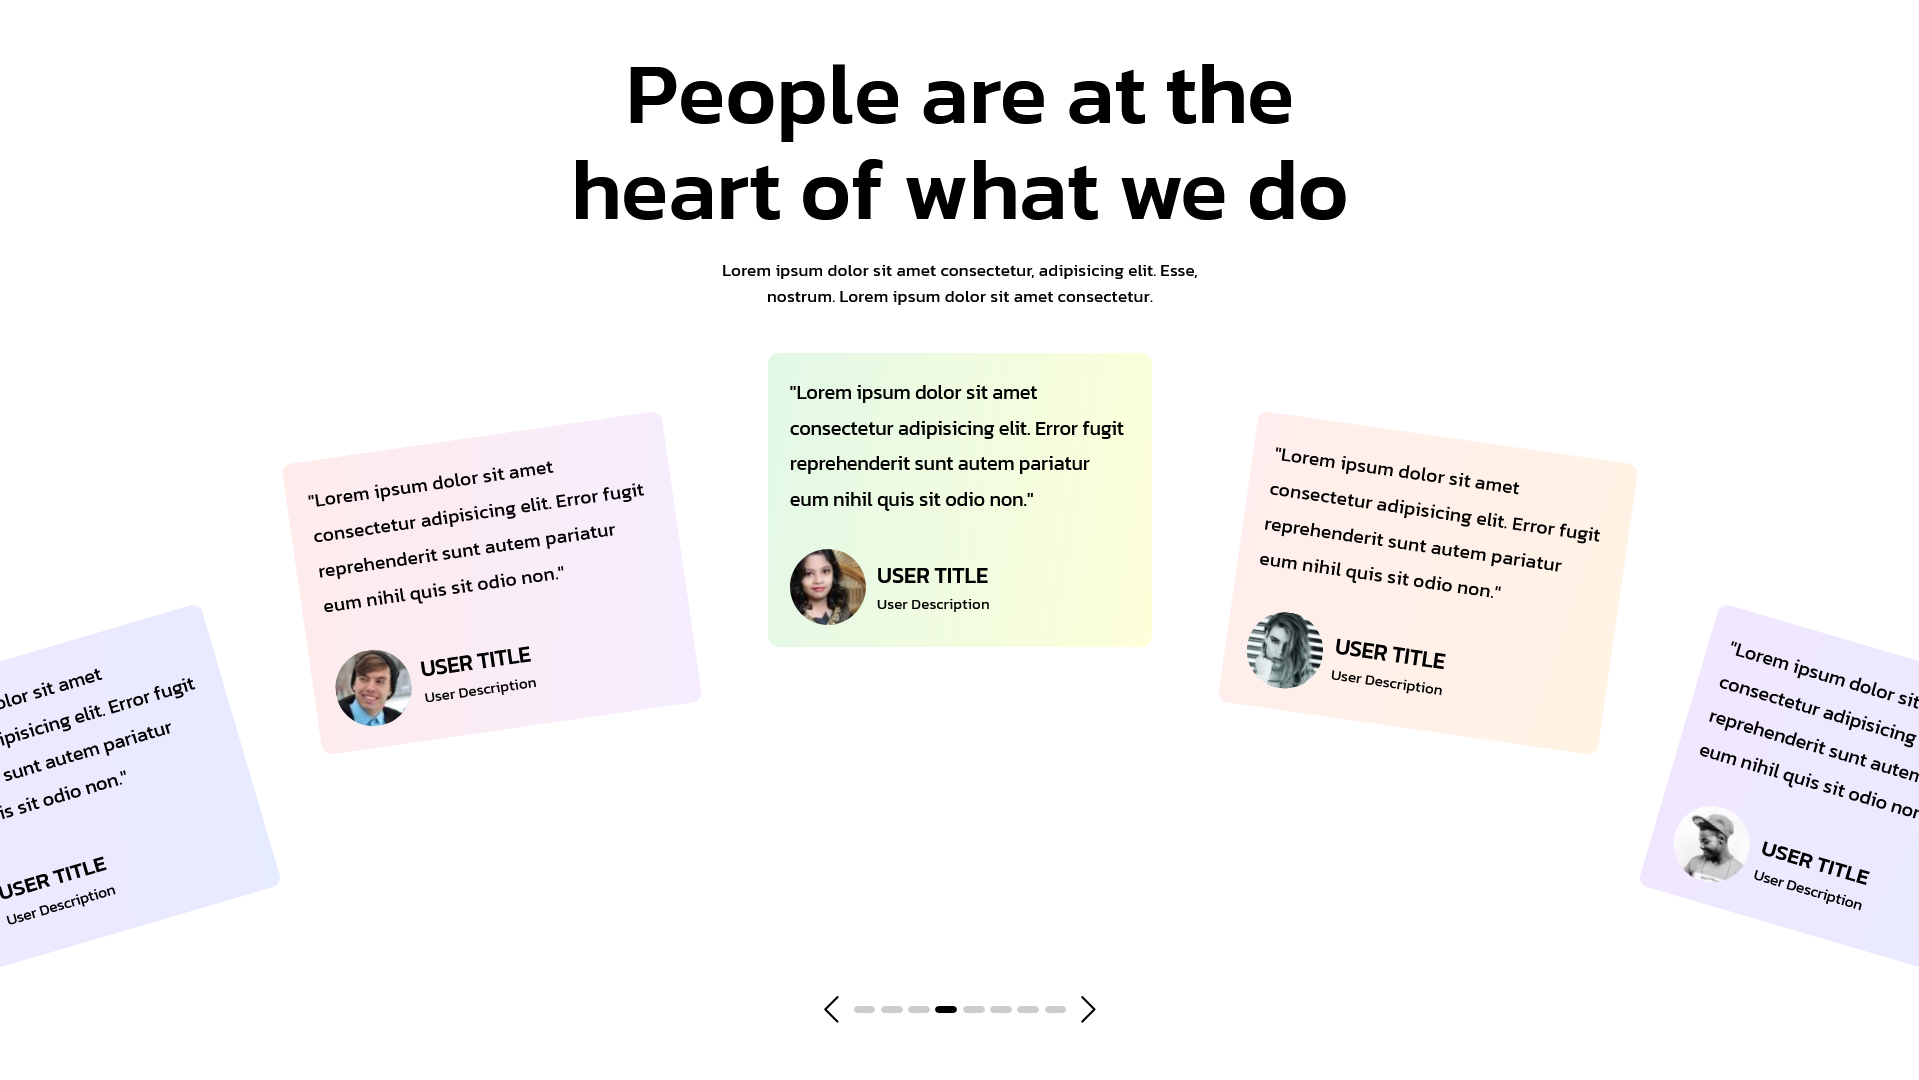 People are at the
heart of what we do
Lorem ipsum dolor sit amet consectetur, adipisicing elit. Esse,
nostrum. Lorem ipsum dolor sit amet consectetur.
sit amet
elit. Error fugit
sunt autem pariatur
sit odio non."
USER TITLE
User Description
"Lorem ipsum dolor sit amet
consectetur adipisicing elit. Error fugit
reprehenderit sunt autem pariatur
eum nihil quis sit odio non."
USER TITLE
User Description
"Lorem ipsum dolor sit amet
consectetur adipisicing elit. Error fugit
reprehenderit sunt autem pariatur
eum nihil quis sit odio non."
USER TITLE
User Description
"Lorem ipsum dolor sit amet
consectetur adipisicing elit. Error fugit
reprehenderit sunt autem pariatur
eum nihil quis sit odio non."
USER TITLE
User Description
"Lorem ipsum dolor sit
consectetur adipisicing
reprehenderit sunt
eum nihil quis sit odio
USER TITLE
User Description